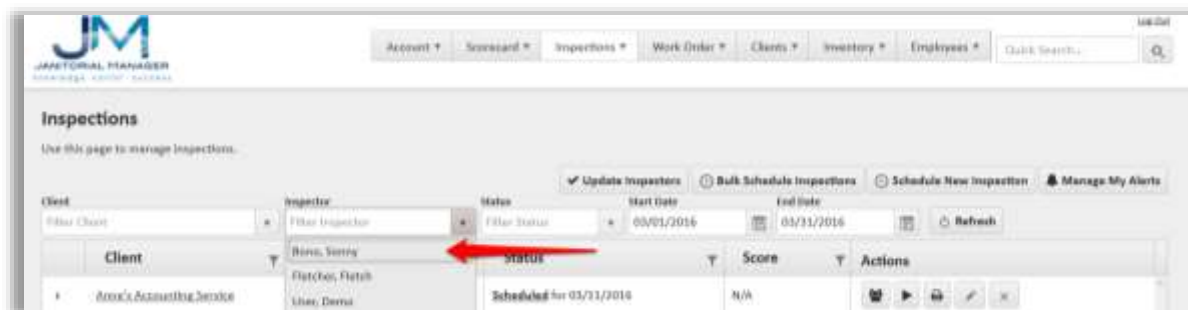 Log Out
JM
JANITORIAL MANAGER
Account Scorecard Inspections Work Order Clients Inventory Employees Quick Search...
Inspections
Use this page to manage inspections.
Update Inspectors Bulk Schedule Inspections Schedule New Inspection Manage My Alerts
Client Inspector Status Start Date End Date
Filter Client Filter Inspector Filter Status 03/01/2016 03/31/2016 Refresh
Client Status Score Actions
Bono, Sonny
Fletcher, Fletch
Accounting Service User, Demo Scheduled for 03/11/2016 N/A